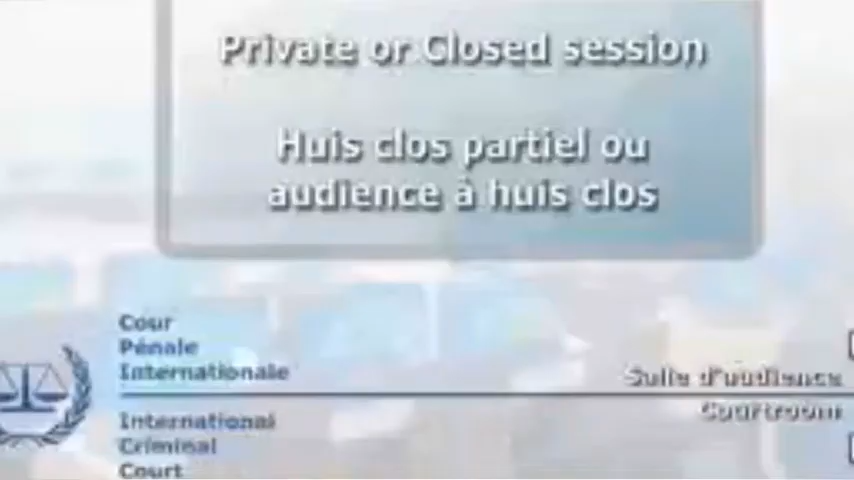 Private or Closed session
Huis clos partiel ou
audience à huis clos
Cour
Pénale
Internationale
Salle d'audience
Courtroom
International
Criminal
Court